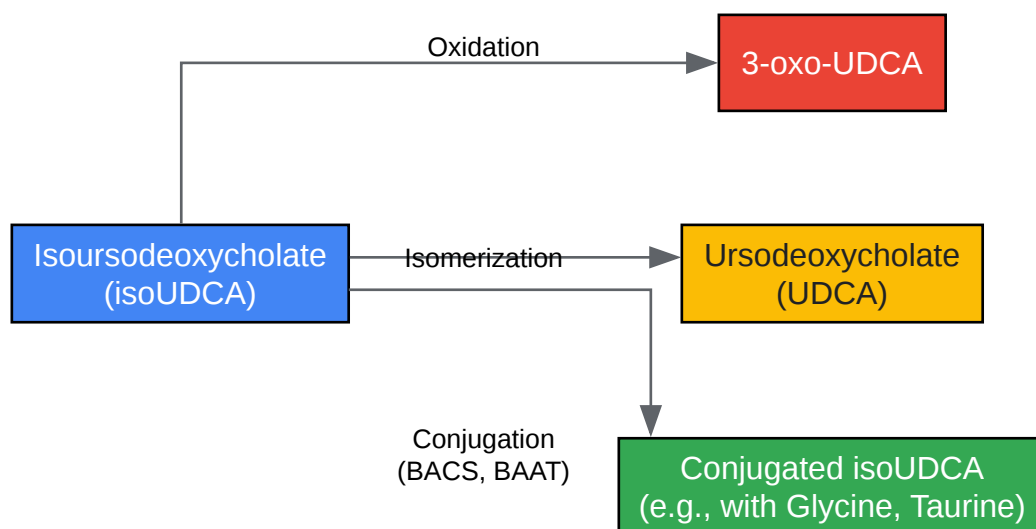 Oxidation
3-oxo-UDCA
Isoursodeoxycholate
(isoUDCA)
Isomerization
Ursodeoxycholate
(UDCA)
Conjugation
(BACS, BAAT)
Conjugated isoUDCA
(e.g., with Glycine, Taurine)